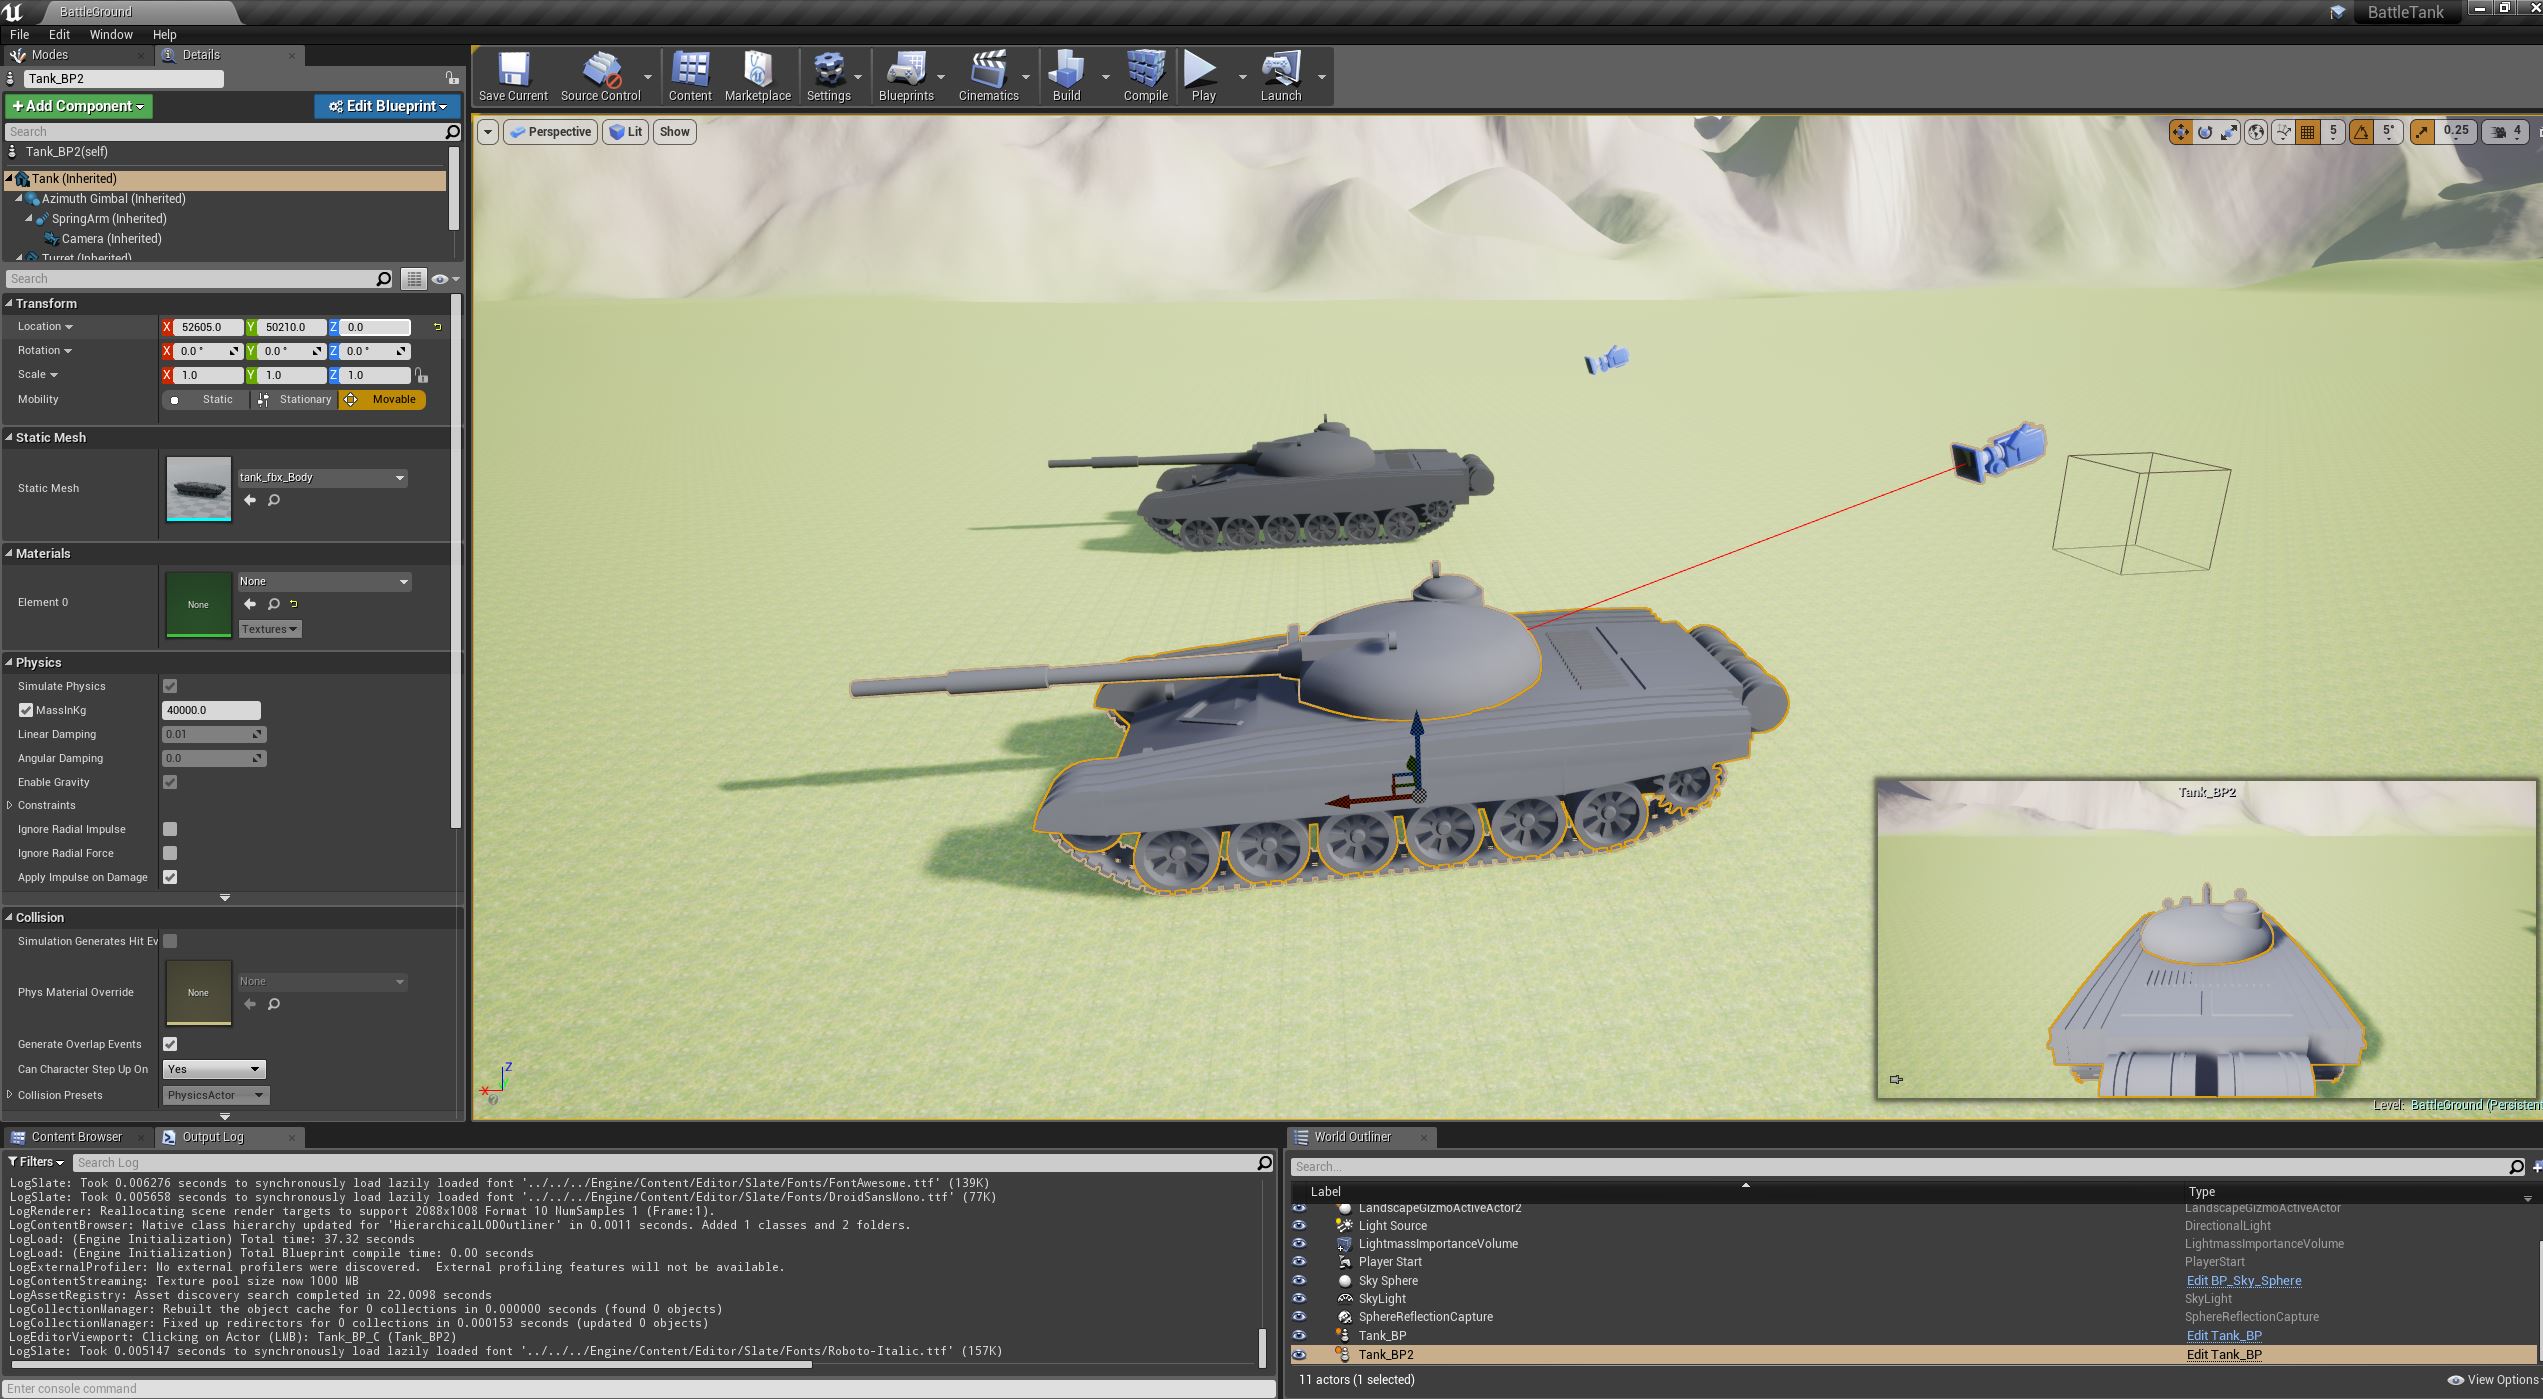 BattleGround
BattleTank
File Edit Window Help
Modes
Details
Tank_BP2
Add Component
Edit Blueprint
Search
Tank_BP2(self)
Tank (Inherited)
Azimuth Gimbal (Inherited)
SpringArm (Inherited)
Camera (Inherited)
Turret (Inherited)
Search
Transform
Location X 52605.0 Y 50210.0 Z 0.0
Rotation X 0.0 ° Y 0.0 ° Z 0.0 °
Scale X 1.0 Y 1.0 Z 1.0
Mobility Static Stationary Movable
Static Mesh
Static Mesh tank_fbx_Body
Materials
Element 0 None None
Textures
Physics
Simulate Physics
MassInKg 40000.0
Linear Damping 0.01
Angular Damping 0.0
Enable Gravity
Constraints
Ignore Radial Impulse
Ignore Radial Force
Apply Impulse on Damage
Collision
Simulation Generates Hit Ev
Phys Material Override None None
Generate Overlap Events
Can Character Step Up On Yes
Collision Presets PhysicsActor
Save Current Source Control Content Marketplace Settings Blueprints Cinematics Build Compile Play Launch
Perspective Lit Show
5 5° 0.25 4
Tank_BP2
Z
X
Y
Level: BattleGround (Persistent
Content Browser
Output Log
Filters Search Log
LogSlate: Took 0.006276 seconds to synchronously load lazily loaded font '../../../Engine/Content/Editor/Slate/Fonts/FontAwesome.ttf' (139K)
LogSlate: Took 0.005658 seconds to synchronously load lazily loaded font '../../../Engine/Content/Editor/Slate/Fonts/DroidSansMono.ttf' (77K)
LogRenderer: Reallocating scene render targets to support 2088x1008 Format 10 NumSamples 1 (Frame:1).
LogContentBrowser: Native class hierarchy updated for 'HierarchicalLODOutliner' in 0.0011 seconds. Added 1 classes and 2 folders.
LogLoad: (Engine Initialization) Total time: 37.32 seconds
LogLoad: (Engine Initialization) Total Blueprint compile time: 0.00 seconds
LogExternalProfiler: No external profilers were discovered. External profiling features will not be available.
LogContentStreaming: Texture pool size now 1000 MB
LogAssetRegistry: Asset discovery search completed in 22.0098 seconds
LogCollectionManager: Rebuilt the object cache for 0 collections in 0.000000 seconds (found 0 objects)
LogCollectionManager: Fixed up redirectors for 0 collections in 0.000153 seconds (updated 0 objects)
LogEditorViewport: Clicking on Actor (LMB): Tank_BP_C (Tank_BP2)
LogSlate: Took 0.005147 seconds to synchronously load lazily loaded font '../../../Engine/Content/Editor/Slate/Fonts/Roboto-Italic.ttf' (157K)
Enter console command
World Outliner
Search...
Label Type
LandscapeGizmoActiveActor2 LandscapeGizmoActiveActor
Light Source DirectionalLight
LightmassImportanceVolume LightmassImportanceVolume
Player Start PlayerStart
Sky Sphere Edit BP_Sky_Sphere
SkyLight SkyLight
SphereReflectionCapture SphereReflectionCapture
Tank_BP Edit Tank_BP
Tank_BP2 Edit Tank_BP
11 actors (1 selected)
View Options